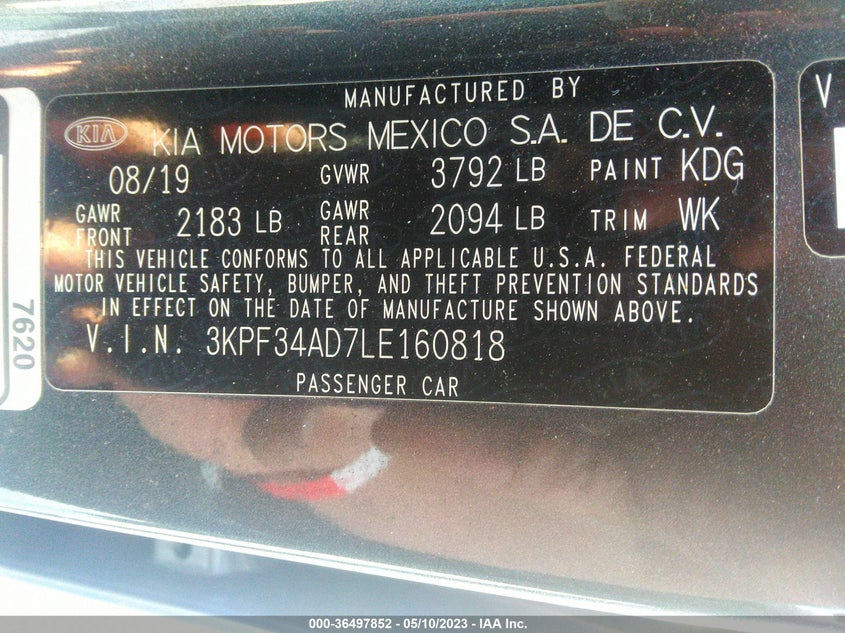 MANUFACTURED BY
KIA KIA MOTORS MEXICO S.A. DE C.V.
08/19 GVWR 3792 LB PAINT KDG
GAWR FRONT 2183 LB GAWR REAR 2094 LB TRIM WK
THIS VEHICLE CONFORMS TO ALL APPLICABLE U.S.A. FEDERAL
MOTOR VEHICLE SAFETY, BUMPER, AND THEFT PREVENTION STANDARDS
IN EFFECT ON THE DATE OF MANUFACTURE SHOWN ABOVE.
V.I.N. 3KPF34AD7LE160818
PASSENGER CAR
7620
V
000-36497852 - 05/10/2023 - IAA Inc.